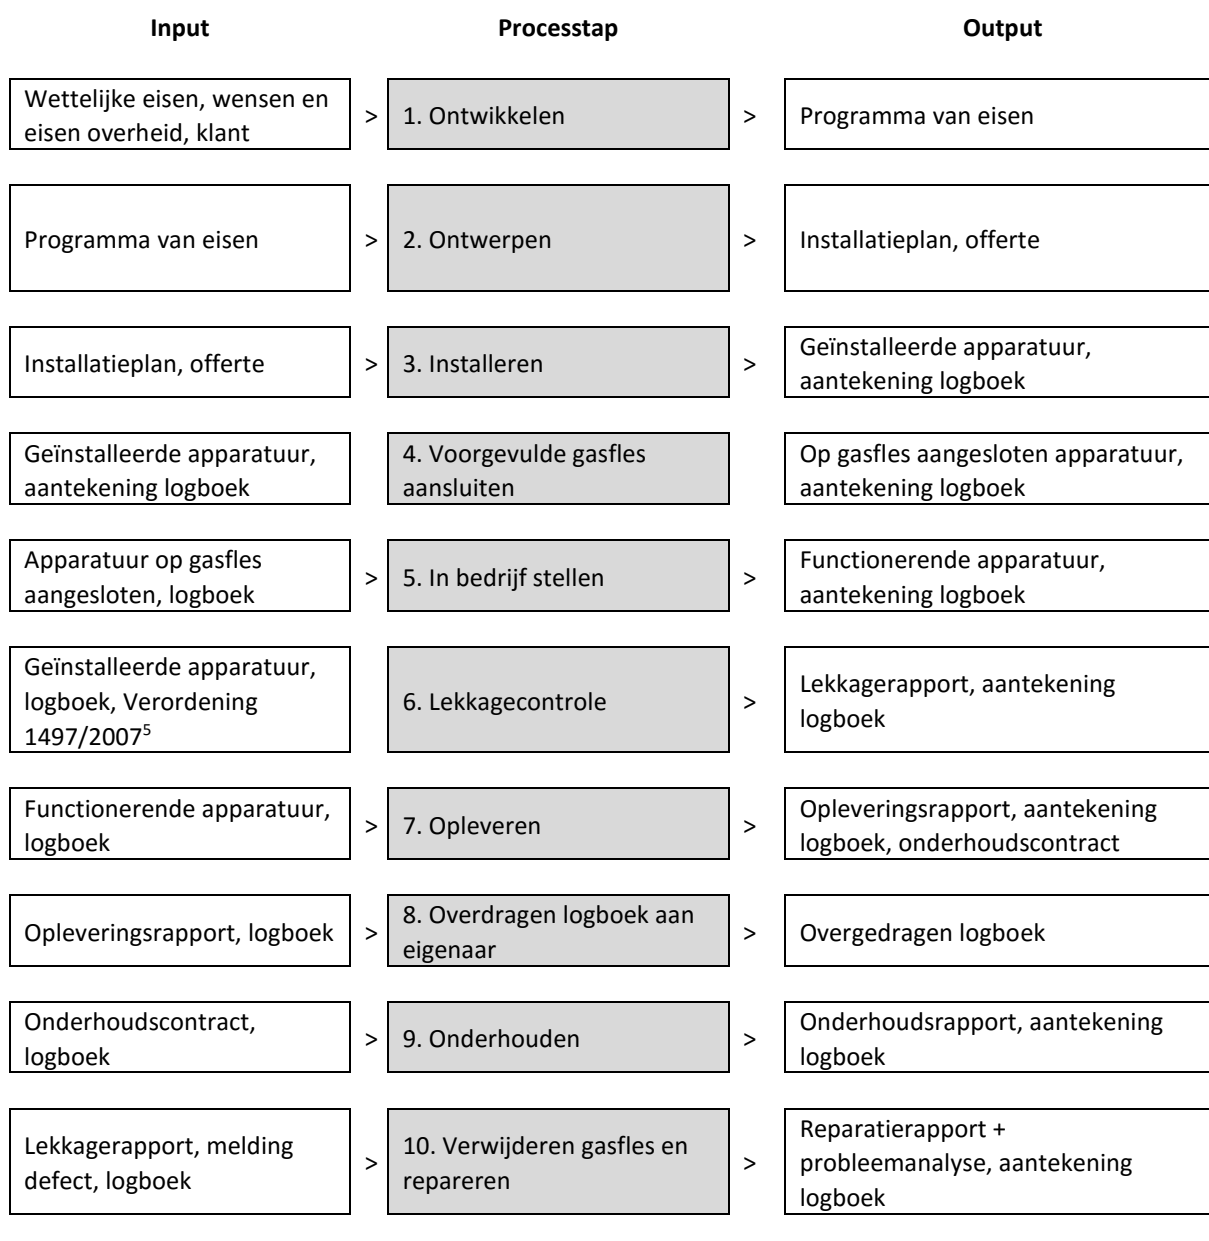 Input Processtap Output
Wettelijke eisen, wensen en
eisen overheid, klant
>
1. Ontwikkelen
>
Programma van eisen
Programma van eisen
>
2. Ontwerpen
>
Installatieplan, offerte
Installatieplan, offerte
>
3. Installeren
>
Geïnstalleerde apparatuur,
aantekening logboek
Geïnstalleerde apparatuur,
aantekening logboek
4. Voorgevulde gasfles
aansluiten
Op gasfles aangesloten apparatuur,
aantekening logboek
Apparatuur op gasfles
aangesloten, logboek
>
5. In bedrijf stellen
>
Functionerende apparatuur,
aantekening logboek
Geïnstalleerde apparatuur,
logboek, Verordening
1497/2007⁵
6. Lekkagecontrole
>
Lekkagerapport, aantekening
logboek
Functionerende apparatuur,
logboek
>
7. Opleveren
>
Opleveringsrapport, aantekening
logboek, onderhoudscontract
Opleveringsrapport, logboek
>
8. Overdragen logboek aan
eigenaar
>
Overgedragen logboek
Onderhoudscontract,
logboek
>
9. Onderhouden
>
Onderhoudsrapport, aantekening
logboek
Lekkagerapport, melding
defect, logboek
>
10. Verwijderen gasfles en
repareren
>
Reparatierapport +
probleemanalyse, aantekening
logboek